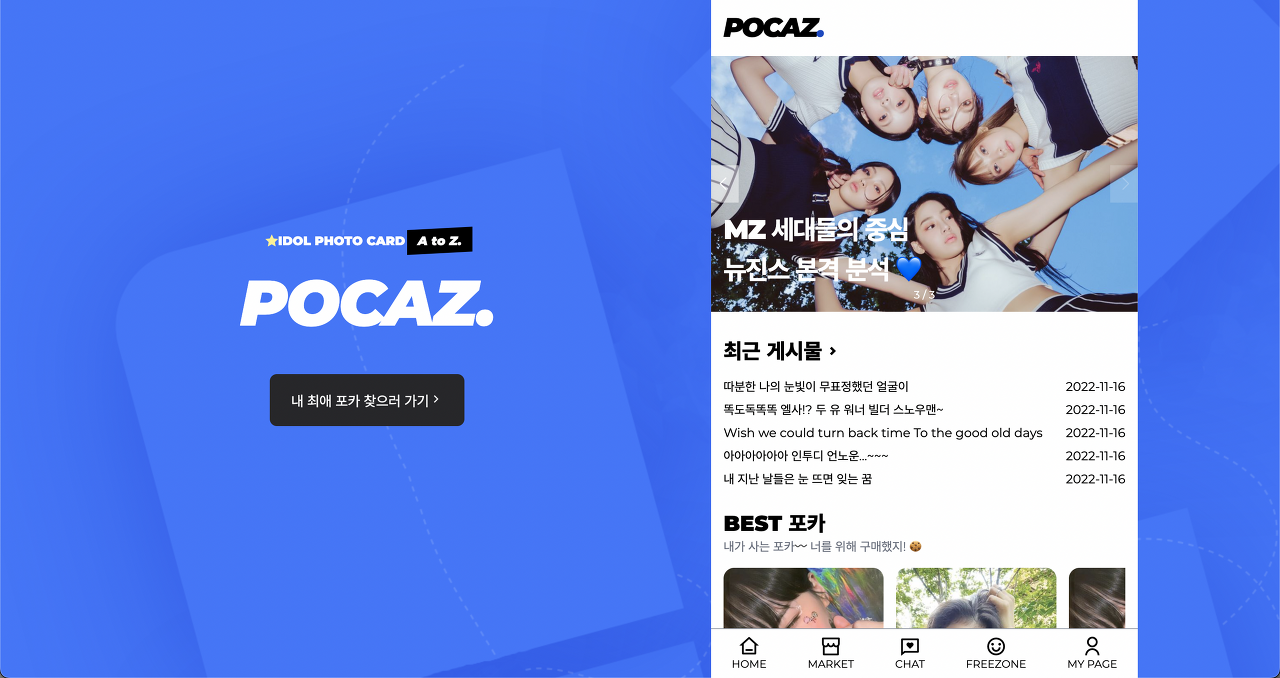 ⭐IDOL PHOTO CARD A to Z.
POCAZ.
내 최애 포카 찾으러 가기 >
POCAZ.
MZ 세대들의 중심
뉴진스 본격 분석 💙
3 / 3
최근 게시물 >
따분한 나의 눈빛이 무표정했던 얼굴이 2022-11-16
똑도독똑똑 엘사!? 두 유 워너 빌더 스노우맨~ 2022-11-16
Wish we could turn back time To the good old days 2022-11-16
아아아아아아 인투디 언노운...~~~ 2022-11-16
내 지난 날들은 눈 뜨면 잊는 꿈 2022-11-16
BEST 포카
내가 사는 포카~~ 너를 위해 구매했지! 🍪
HOME MARKET CHAT FREEZONE MY PAGE